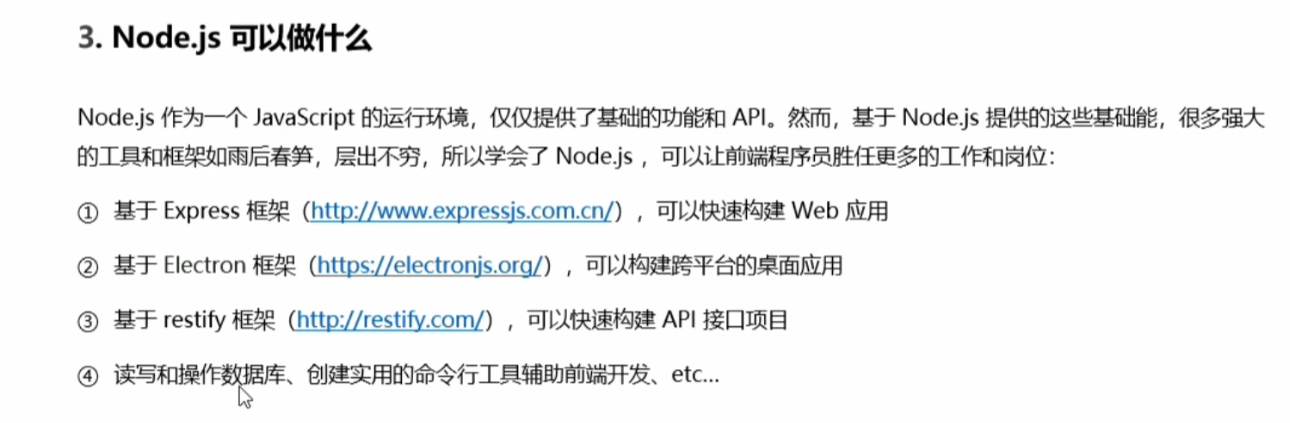 3. Node.js 可以做什么
Node.js 作为一个 JavaScript 的运行环境，仅仅提供了基础的功能和 API。然而，基于 Node.js 提供的这些基础能，很多强大
的工具和框架如雨后春笋，层出不穷，所以学会了 Node.js ，可以让前端程序员胜任更多的工作和岗位：
① 基于 Express 框架（http://www.expressjs.com.cn/），可以快速构建 Web 应用
② 基于 Electron 框架（https://electronjs.org/），可以构建跨平台的桌面应用
③ 基于 restify 框架（http://restify.com/），可以快速构建 API 接口项目
④ 读写和操作数据库、创建实用的命令行工具辅助前端开发、etc…